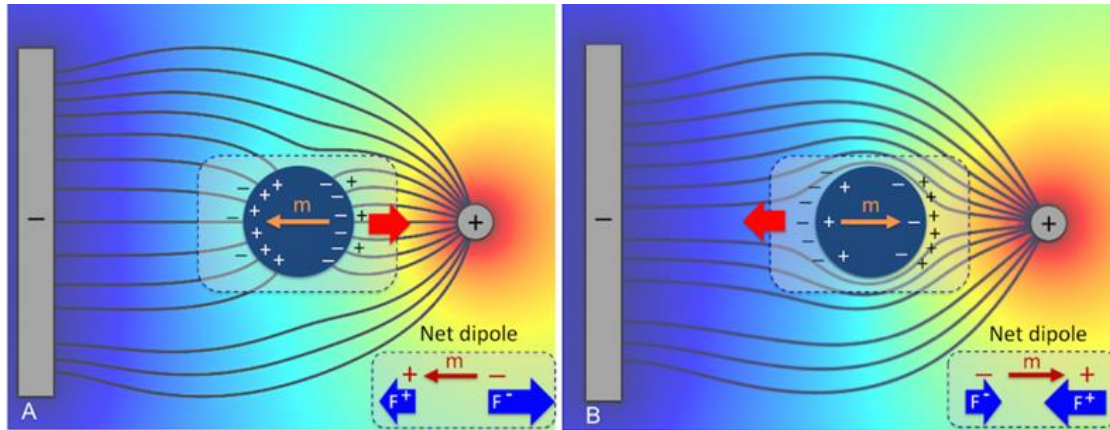 m
Net dipole
+ m −
F⁺ F⁻
A
m
Net dipole
− m +
F⁻ F⁺
B